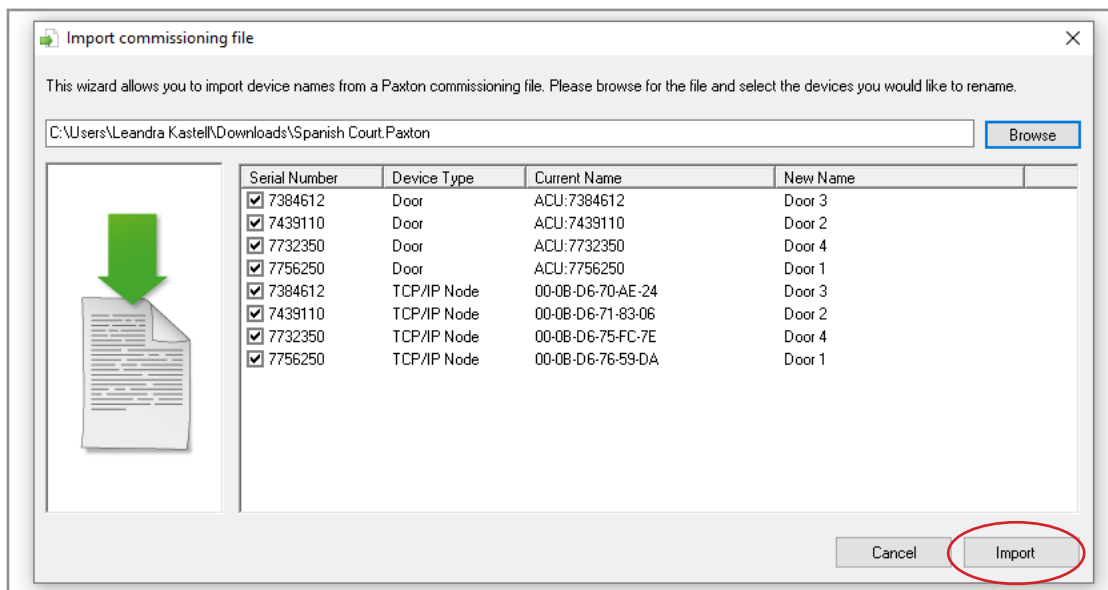 Import commissioning file
This wizard allows you to import device names from a Paxton commissioning file. Please browse for the file and select the devices you would like to rename.
C:\Users\Leandra Kastell\Downloads\Spanish Court.Paxton
Browse
Serial Number Device Type Current Name New Name
7384612 Door ACU:7384612 Door 3
7439110 Door ACU:7439110 Door 2
7732350 Door ACU:7732350 Door 4
7756250 Door ACU:7756250 Door 1
7384612 TCP/IP Node 00-0B-D6-70-AE-24 Door 3
7439110 TCP/IP Node 00-0B-D6-71-83-06 Door 2
7732350 TCP/IP Node 00-0B-D6-75-FC-7E Door 4
7756250 TCP/IP Node 00-0B-D6-76-59-DA Door 1
Cancel Import